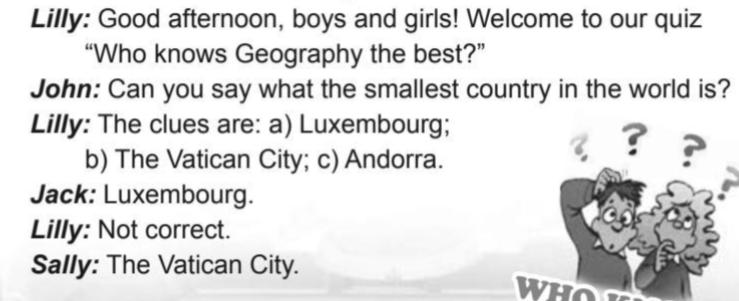 Lilly: Good afternoon, boys and girls! Welcome to our quiz
“Who knows Geography the best?”
John: Can you say what the smallest country in the world is?
Lilly: The clues are: a) Luxembourg;
b) The Vatican City; c) Andorra.
Jack: Luxembourg.
Lilly: Not correct.
Sally: The Vatican City.
? ? ? ?
WHO